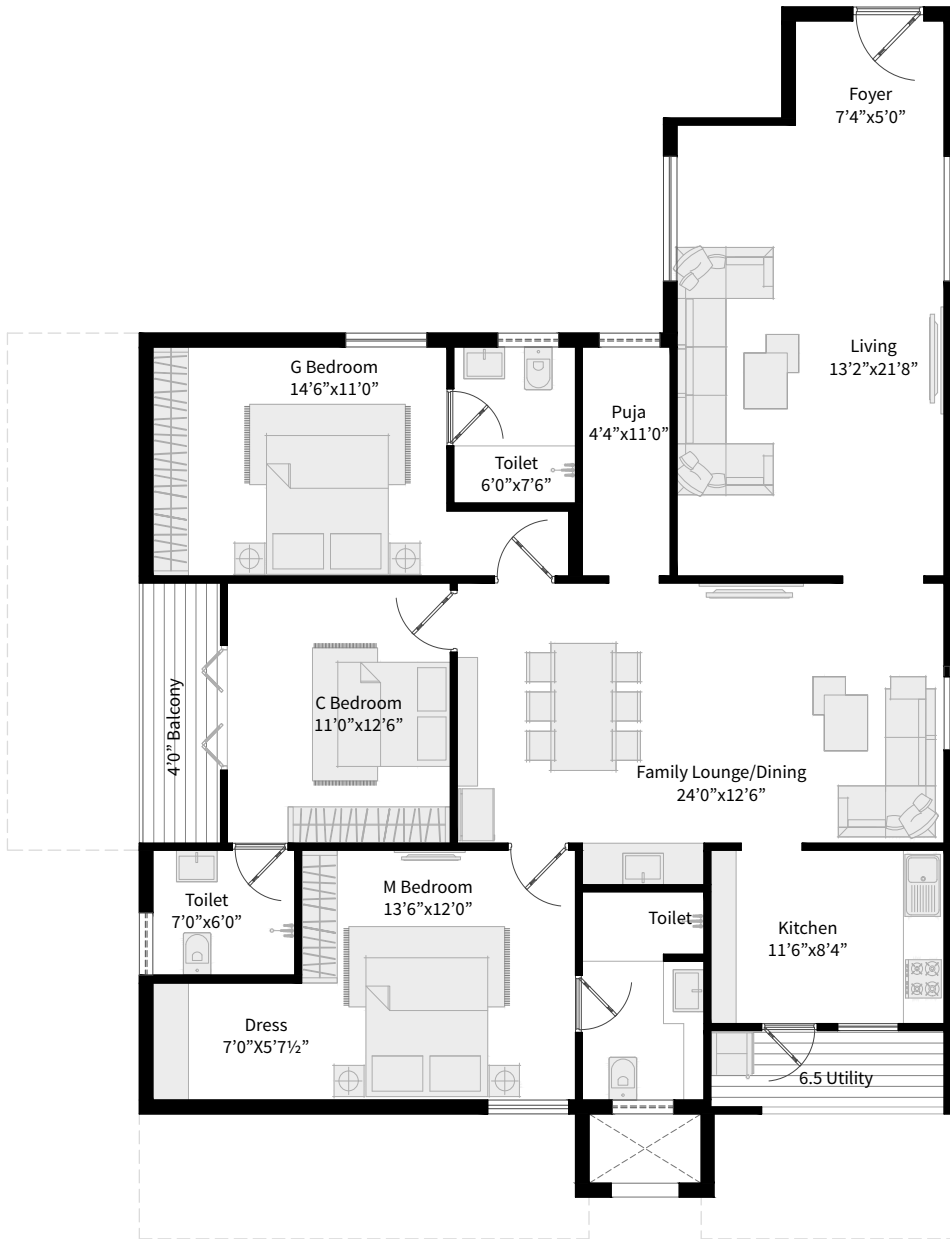 Foyer
7’4”x5’0”
Living
13’2”x21’8”
G Bedroom
14’6”x11’0”
Puja
4’4”x11’0”
Toilet
6’0”x7’6”
C Bedroom
11’0”x12’6”
4’0” Balcony
Family Lounge/Dining
24’0”x12’6”
M Bedroom
13’6”x12’0”
Toilet
7’0”x6’0”
Toilet
Kitchen
11’6”x8’4”
Dress
7’0”X5’7½”
6.5 Utility